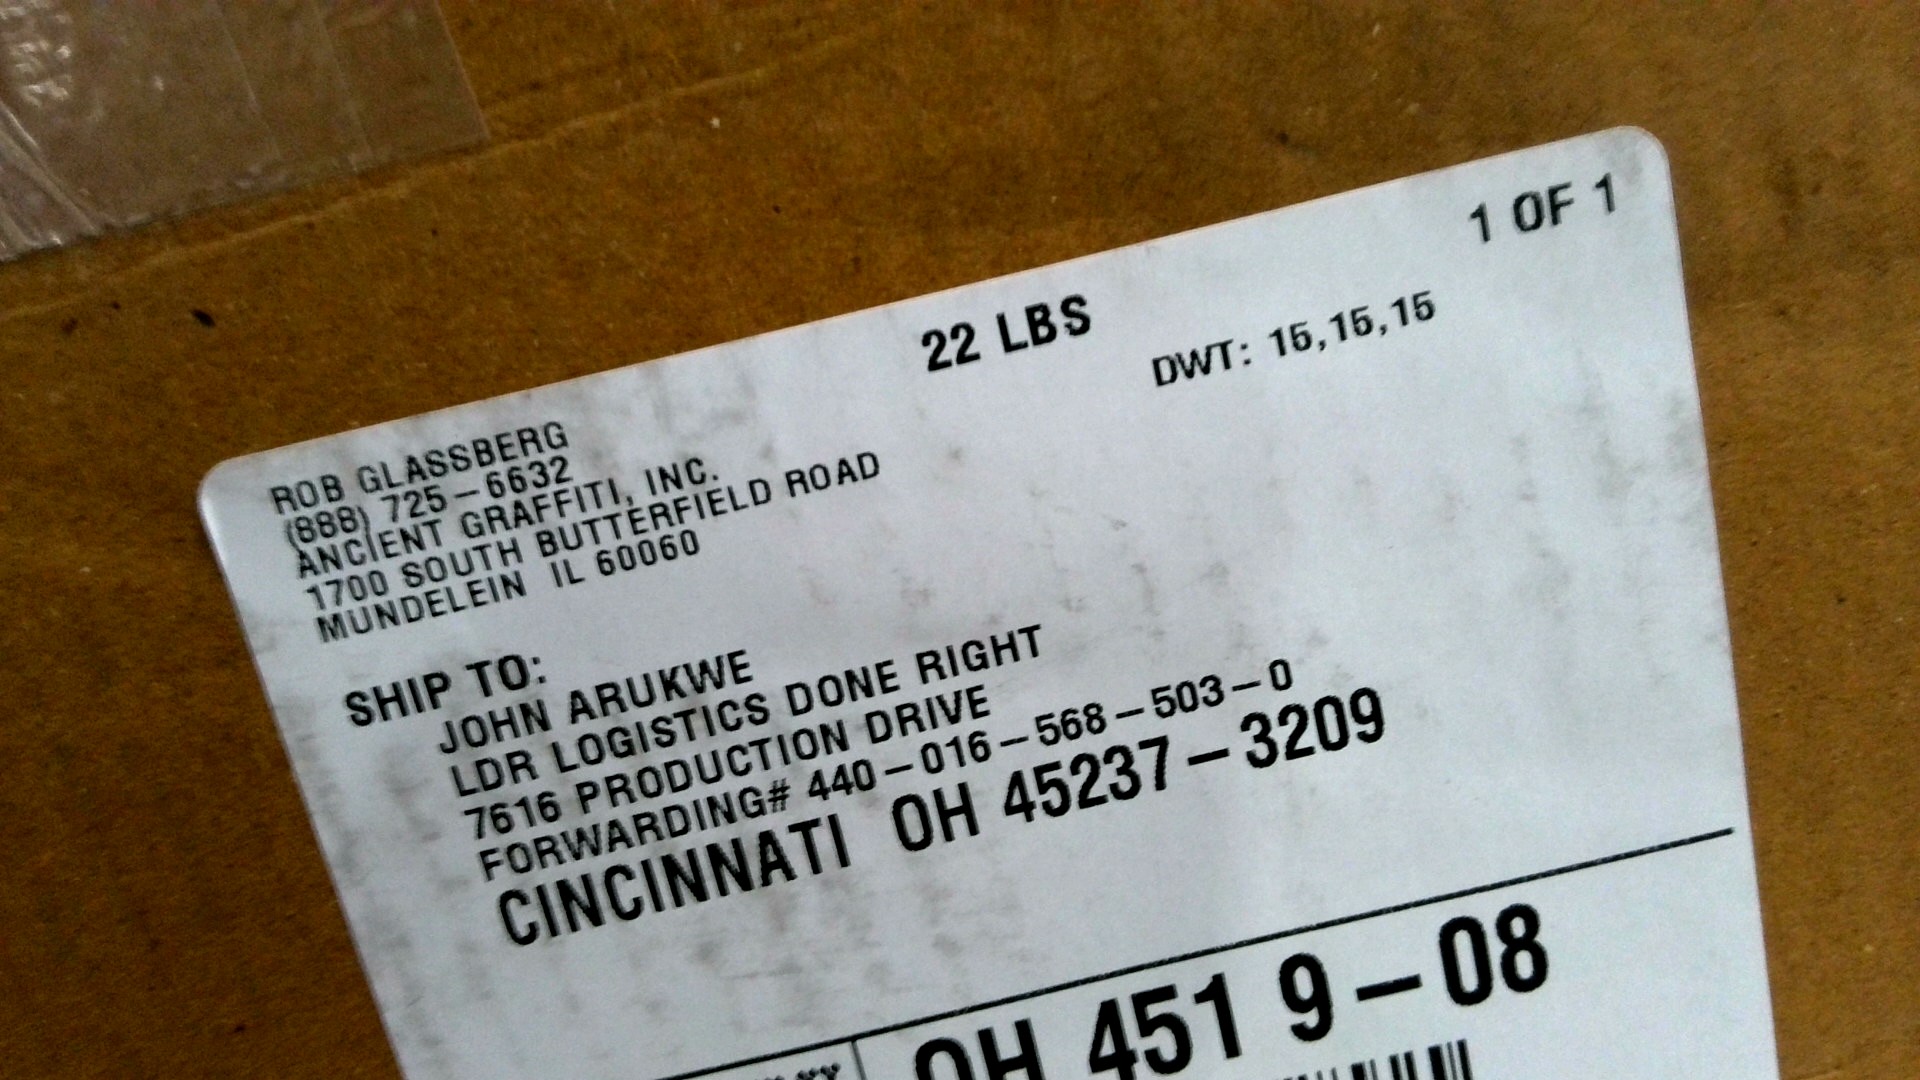 1 OF 1
22 LBS
DWT: 15,15,15
ROB GLASSBERG
(888) 725-6632
ANCIENT GRAFFITI, INC.
1700 SOUTH BUTTERFIELD ROAD
MUNDELEIN IL 60060
SHIP TO:
JOHN ARUKWE
LDR LOGISTICS DONE RIGHT
7616 PRODUCTION DRIVE
FORWARDING# 440-016-568-503-0
CINCINNATI OH 45237-3209
OH 451 9-08